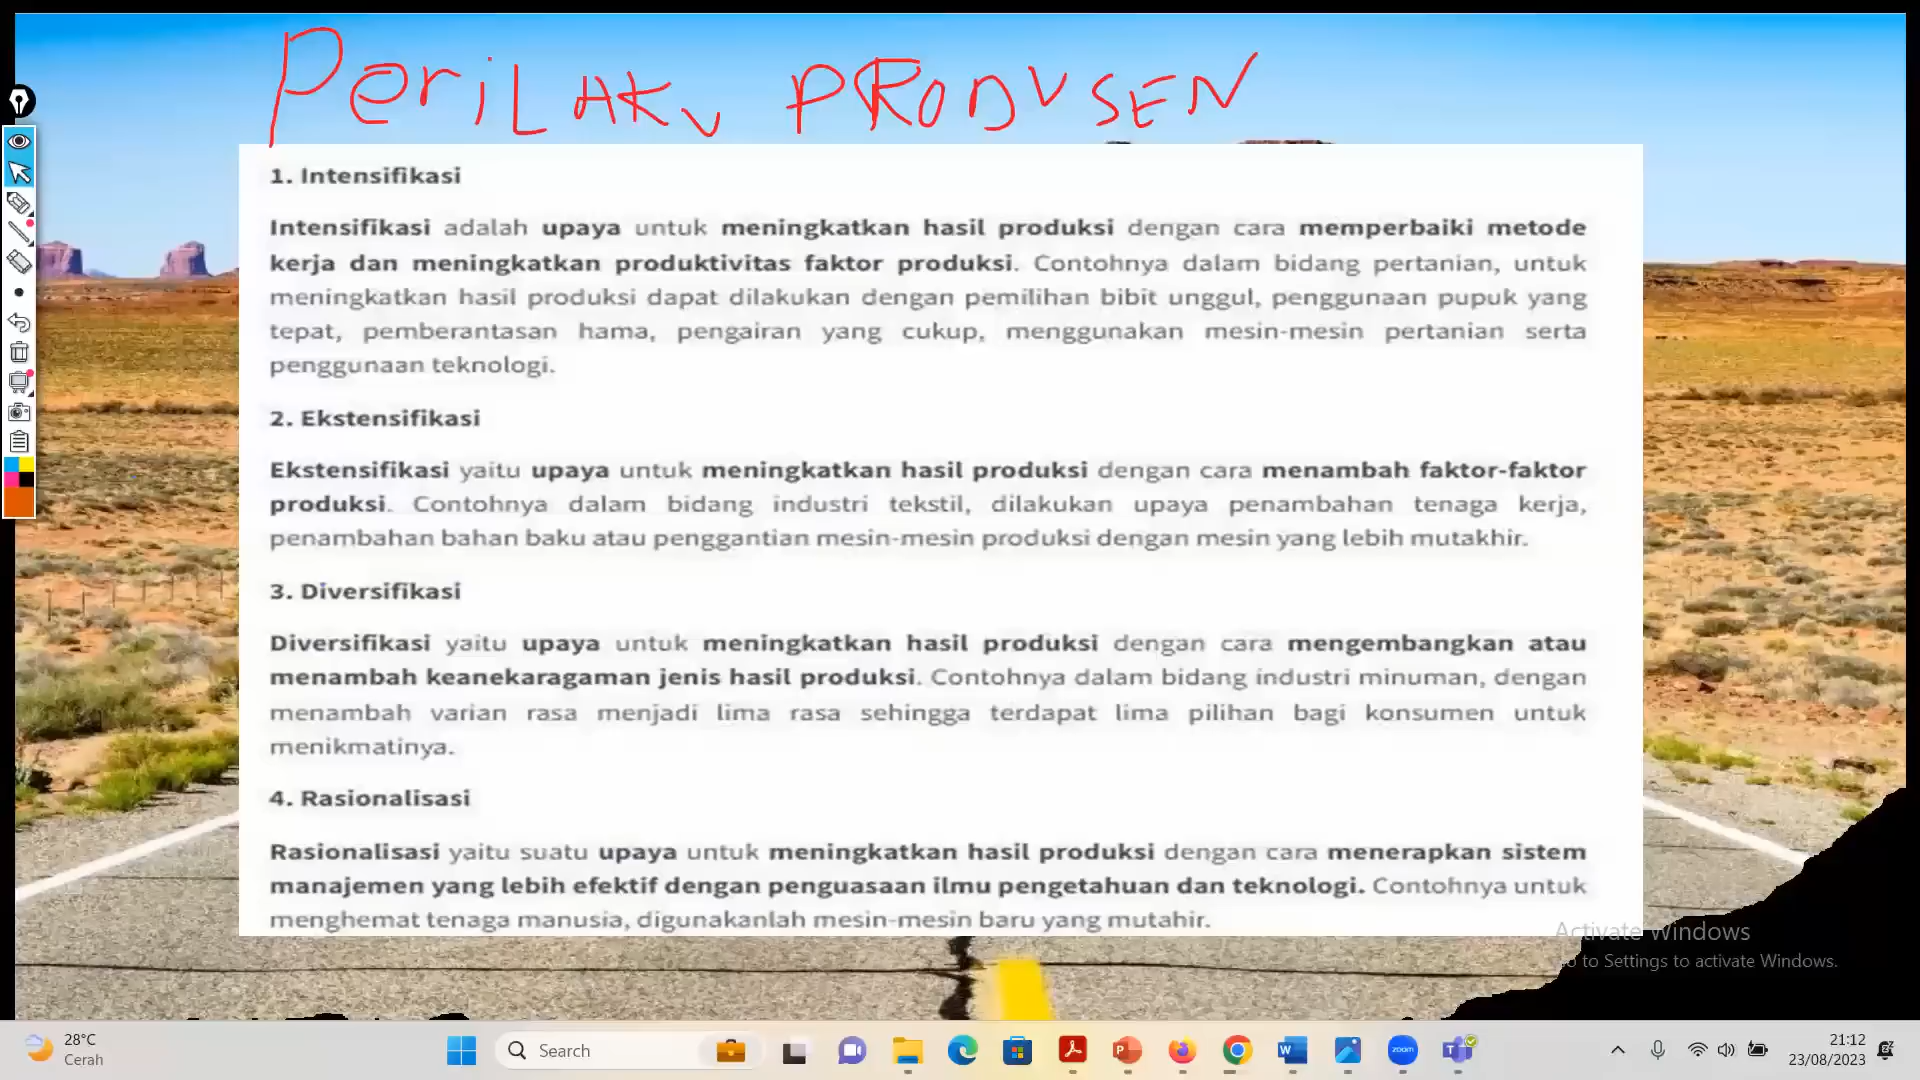 PeriLAKU PRODUSEN
1. Intensifikasi
Intensifikasi adalah upaya untuk meningkatkan hasil produksi dengan cara memperbaiki metode
kerja dan meningkatkan produktivitas faktor produksi. Contohnya dalam bidang pertanian, untuk
meningkatkan hasil produksi dapat dilakukan dengan pemilihan bibit unggul, penggunaan pupuk yang
tepat, pemberantasan hama, pengairan yang cukup, menggunakan mesin-mesin pertanian serta
penggunaan teknologi.
2. Ekstensifikasi
Ekstensifikasi yaitu upaya untuk meningkatkan hasil produksi dengan cara menambah faktor-faktor
produksi. Contohnya dalam bidang industri tekstil, dilakukan upaya penambahan tenaga kerja,
penambahan bahan baku atau penggantian mesin-mesin produksi dengan mesin yang lebih mutakhir.
3. Diversifikasi
Diversifikasi yaitu upaya untuk meningkatkan hasil produksi dengan cara mengembangkan atau
menambah keanekaragaman jenis hasil produksi. Contohnya dalam bidang industri minuman, dengan
menambah varian rasa menjadi lima rasa sehingga terdapat lima pilihan bagi konsumen untuk
menikmatinya.
4. Rasionalisasi
Rasionalisasi yaitu suatu upaya untuk meningkatkan hasil produksi dengan cara menerapkan sistem
manajemen yang lebih efektif dengan penguasaan ilmu pengetahuan dan teknologi. Contohnya untuk
menghemat tenaga manusia, digunakanlah mesin-mesin baru yang mutahir.
Activate Windows
to Settings to activate Windows.
28°C
Cerah
Search
zoom
21:12
23/08/2023